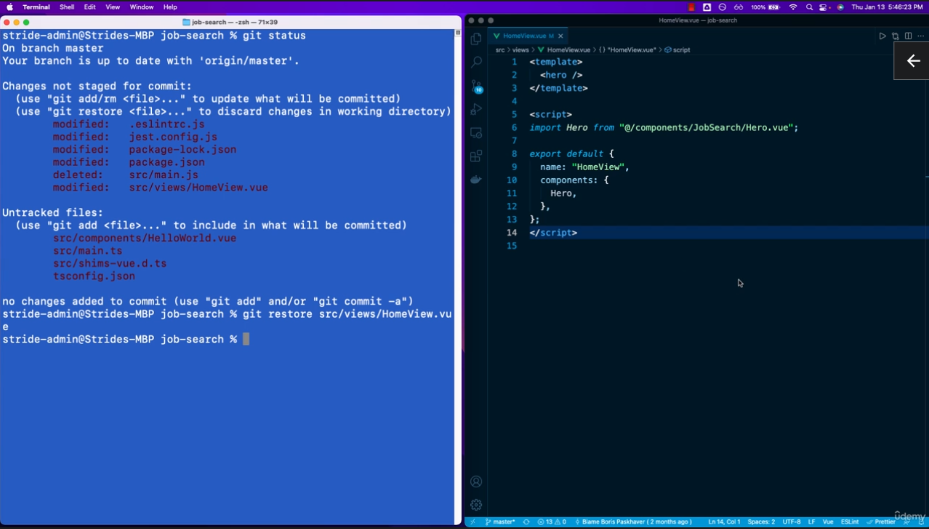 Terminal Shell Edit View Window Help
100% Thu Jan 13 5:46:23 PM
job-search — -zsh — 71×39
stride-admin@Strides-MBP job-search % git status
On branch master
Your branch is up to date with 'origin/master'.
Changes not staged for commit:
(use "git add/rm <file>..." to update what will be committed)
(use "git restore <file>..." to discard changes in working directory)
modified: .eslintrc.js
modified: jest.config.js
modified: package-lock.json
modified: package.json
deleted: src/main.js
modified: src/views/HomeView.vue
Untracked files:
(use "git add <file>..." to include in what will be committed)
src/components/HelloWorld.vue
src/main.ts
src/shims-vue.d.ts
tsconfig.json
no changes added to commit (use "git add" and/or "git commit -a")
stride-admin@Strides-MBP job-search % git restore src/views/HomeView.vu
e
stride-admin@Strides-MBP job-search %
HomeView.vue — job-search
HomeView.vue M
src > views > HomeView.vue > {} "HomeView.vue" > script
1 <template>
2 <hero />
3 </template>
4
5 <script>
6 import Hero from "@/components/JobSearch/Hero.vue";
7
8 export default {
9 name: "HomeView",
10 components: {
11 Hero,
12 },
13 };
14 </script>
15
master* 13 0 Blame Boris Paskhaver ( 2 months ago ) Ln 14, Col 1 Spaces: 2 UTF-8 LF Vue ESLint Prettier
ûdemy